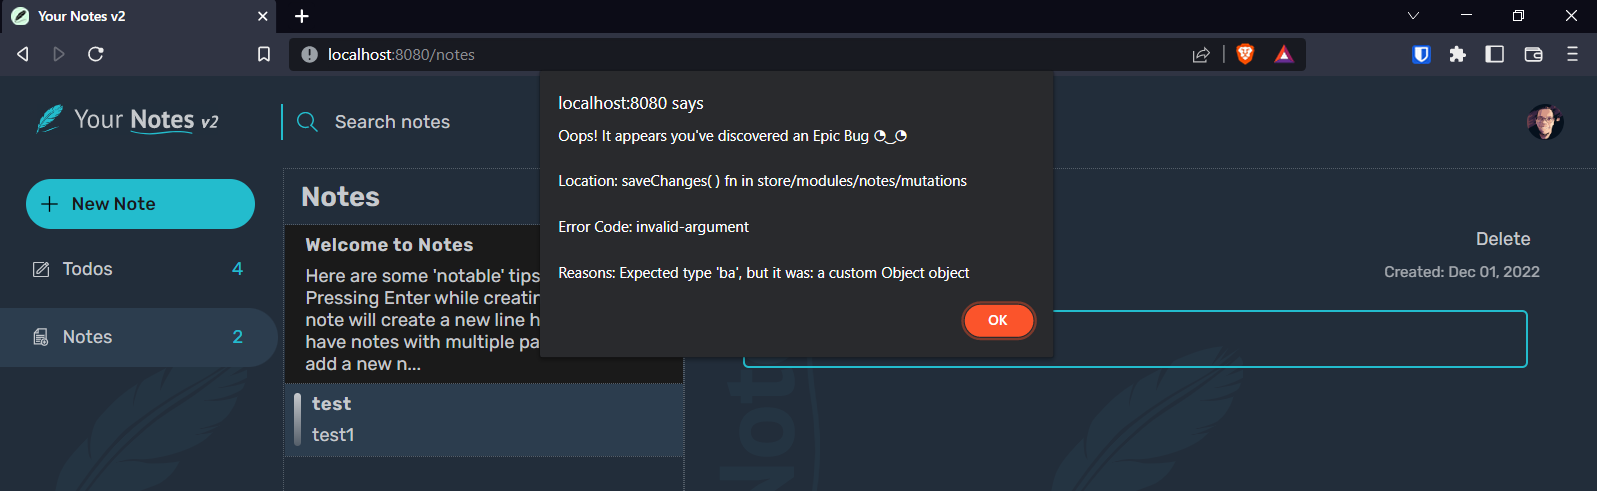 Your Notes v2
localhost:8080/notes
Your Notes v2
Search notes
localhost:8080 says
Oops! It appears you've discovered an Epic Bug ◔‿◔
Location: saveChanges( ) fn in store/modules/notes/mutations
Error Code: invalid-argument
Reasons: Expected type 'ba', but it was: a custom Object object
OK
New Note
Todos 4
Notes 2
Notes
Welcome to Notes
Here are some 'notable' tips
Pressing Enter while creatin
note will create a new line h
have notes with multiple pa
add a new n...
test
test1
Delete
Created: Dec 01, 2022
Not